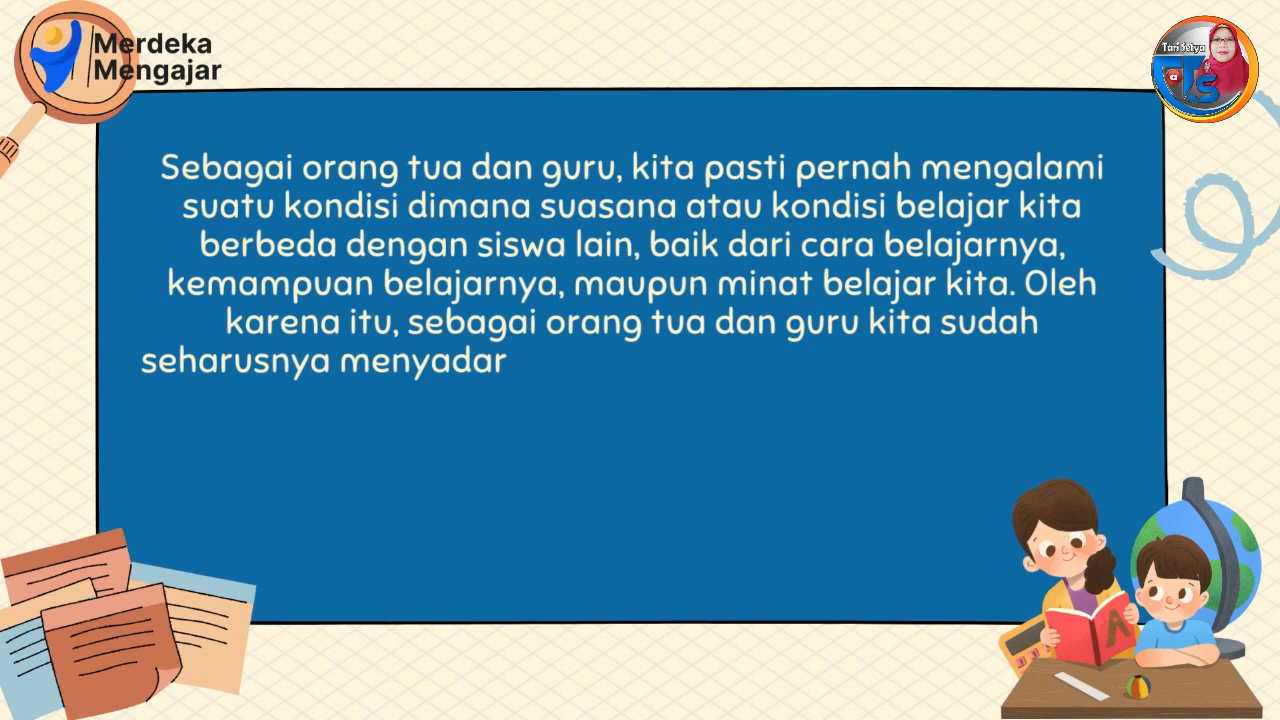 Merdeka
Mengajar
Tari Setya
Sebagai orang tua dan guru, kita pasti pernah mengalami
suatu kondisi dimana suasana atau kondisi belajar kita
berbeda dengan siswa lain, baik dari cara belajarnya,
kemampuan belajarnya, maupun minat belajar kita. Oleh
karena itu, sebagai orang tua dan guru kita sudah
seharusnya menyadar
A